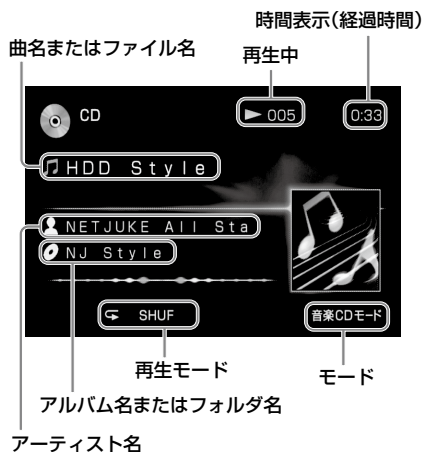 時間表示(経過時間)
曲名またはファイル名
再生中
CD
005
0:33
HDD Style
NETJUKE All Sta
NJ Style
SHUF
音楽CDモード
再生モード
モード
アルバム名またはフォルダ名
アーティスト名